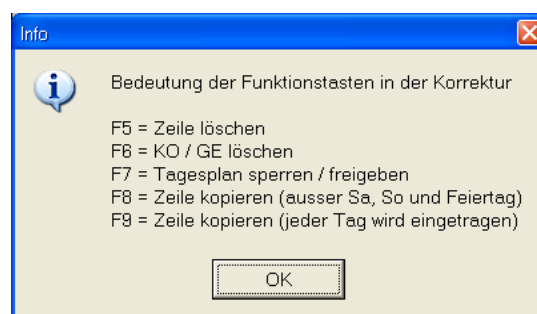 Info
Bedeutung der Funktionstasten in der Korrektur
F5 = Zeile löschen
F6 = KO / GE löschen
F7 = Tagesplan sperren / freigeben
F8 = Zeile kopieren (ausser Sa, So und Feiertag)
F9 = Zeile kopieren (jeder Tag wird eingetragen)
OK